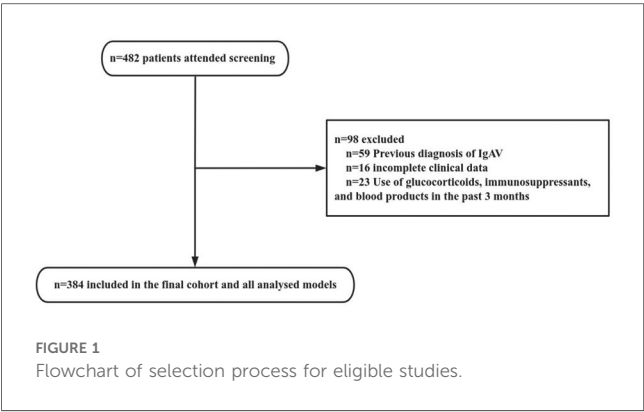 n=482 patients attended screening
n=98 excluded
n=59 Previous diagnosis of IgAV
n=16 incomplete clinical data
n=23 Use of glucocorticoids, immunosuppressants,
and blood products in the past 3 months
n=384 included in the final cohort and all analysed models
FIGURE 1
Flowchart of selection process for eligible studies.